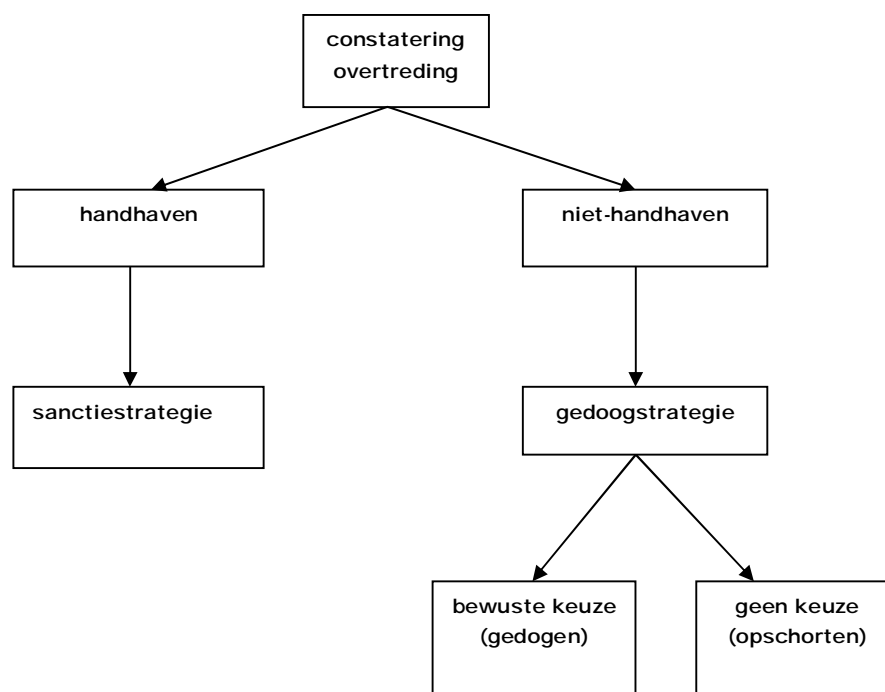 constatering
overtreding
handhaven
niet-handhaven
sanctiestrategie
gedoogstrategie
bewuste keuze
(gedogen)
geen keuze
(opschorten)